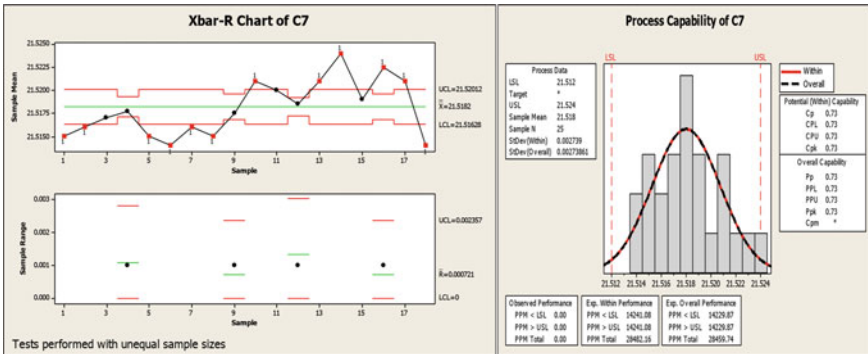 Xbar-R Chart of C7
Sample Mean
21.5250
21.5200
21.5175
21.5150
UCL=21.52012
X=21.5182
LCL=21.51628
1 3 5 7 9 11 13 15 17
Sample
Sample Range
0.003
0.002
0.001
0.000
UCL=0.002357
R=0.000721
LCL=0
1 3 5 7 9 11 13 15 17
Sample
Tests performed with unequal sample sizes
Process Capability of C7
Process Data
LSL 21.512
Target *
USL 21.524
Sample Mean 21.518
Sample N 25
StDev(Within) 0.002739
StDev(Overall) 0.00273861
LSL USL
Within
Overall
Potential (Within) Capability
Cp 0.73
CPL 0.73
CPU 0.73
Cpk 0.73
Overall Capability
Pp 0.73
PPL 0.73
PPU 0.73
Ppk 0.73
Cpm *
21.512 21.514 21.516 21.518 21.520 21.522 21.524
Observed Performance
PPM < LSL 0.00
PPM > USL 0.00
PPM Total 0.00
Exp. Within Performance
PPM < LSL 14241.08
PPM > USL 14241.08
PPM Total 28482.16
Exp. Overall Performance
PPM < LSL 14229.87
PPM > USL 14229.87
PPM Total 28459.74